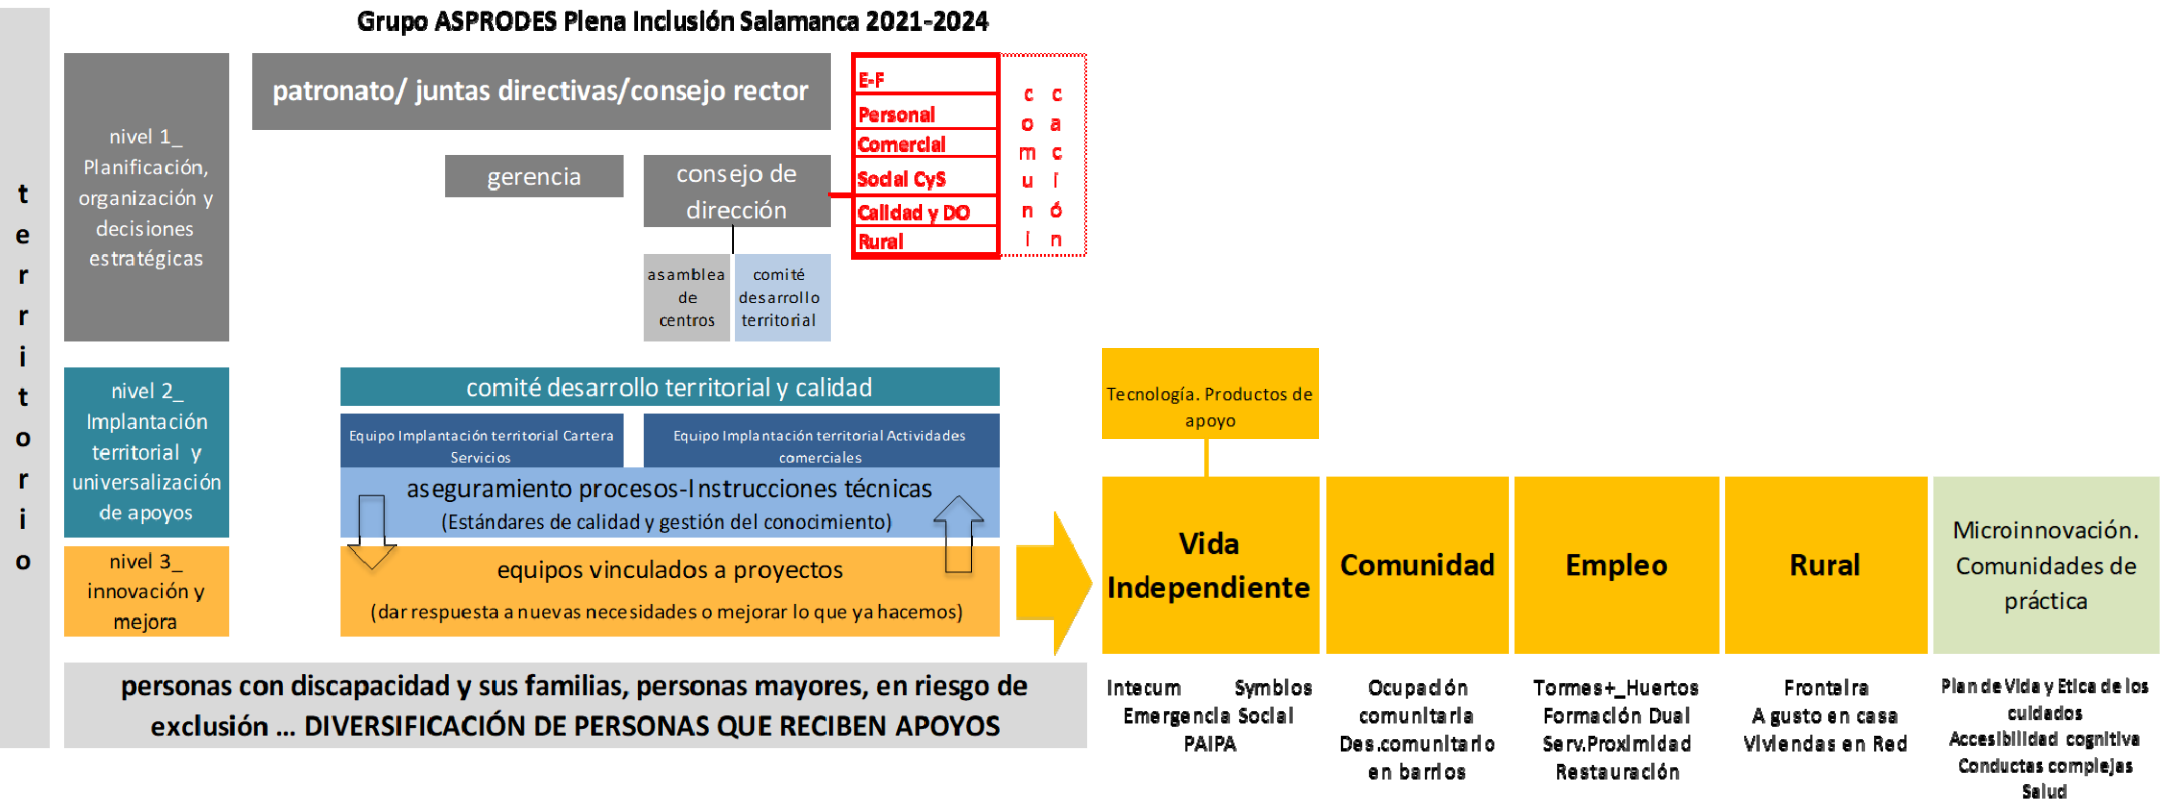 Grupo ASPRODES Plena Inclusión Salamanca 2021-2024
territorio
nivel 1_
Planificación,
organización y
decisiones
estratégicas
patronato/ juntas directivas/consejo rector
gerencia
consejo de
dirección
asamblea
de
centros
comité
desarrollo
territorial
E-F
Personal
Comercial
Social CyS
Calidad y DO
Rural
comuni
cación
nivel 2_
Implantación
territorial y
universalización
de apoyos
comité desarrollo territorial y calidad
Equipo Implantación territorial Cartera
Servicios
Equipo Implantación territorial Actividades
comerciales
aseguramiento procesos-Instrucciones técnicas
(Estándares de calidad y gestión del conocimiento)
nivel 3_
innovación y
mejora
equipos vinculados a proyectos
(dar respuesta a nuevas necesidades o mejorar lo que ya hacemos)
personas con discapacidad y sus familias, personas mayores, en riesgo de
exclusión ... DIVERSIFICACIÓN DE PERSONAS QUE RECIBEN APOYOS
Tecnología. Productos de
apoyo
Vida
Independiente
Comunidad
Empleo
Rural
Microinnovación.
Comunidades de
práctica
Intecum Symbios
Emergencia Social
PAIPA
Ocupación
comunitaria
Des.comunitario
en barrios
Tormes+_Huertos
Formación Dual
Serv.Proximidad
Restauración
Fronteira
A gusto en casa
Viviendas en Red
Plan de Vida y Etica de los
cuidados
Accesibilidad cognitiva
Conductas complejas
Salud